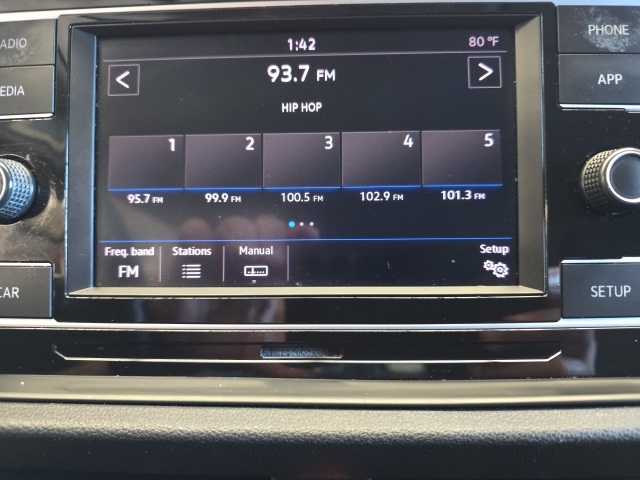 1:42 80 °F
RADIO PHONE
93.7 FM
MEDIA APP
HIP HOP
1 2 3 4 5
95.7 FM 99.9 FM 100.5 FM 102.9 FM 101.3 FM
Freq. band Stations Manual Setup
FM
CAR SETUP